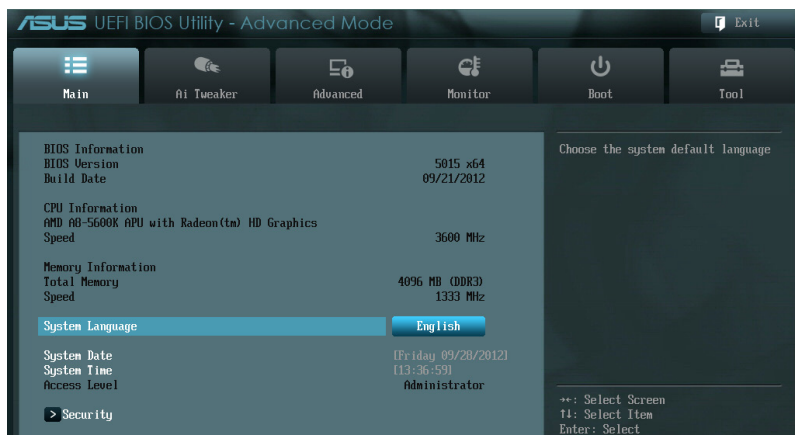 ASUS UEFI BIOS Utility - Advanced Mode
Exit
Main
Ai Tweaker
Advanced
Monitor
Boot
Tool
BIOS Information
BIOS Version 5015 x64
Build Date 09/21/2012
CPU Information
AMD A8-5600K APU with Radeon(tm) HD Graphics
Speed 3600 MHz
Memory Information
Total Memory 4096 MB (DDR3)
Speed 1333 MHz
System Language English
System Date [Friday 09/28/2012]
System Time [13:36:59]
Access Level Administrator
> Security
Choose the system default language
→←: Select Screen
↑↓: Select Item
Enter: Select